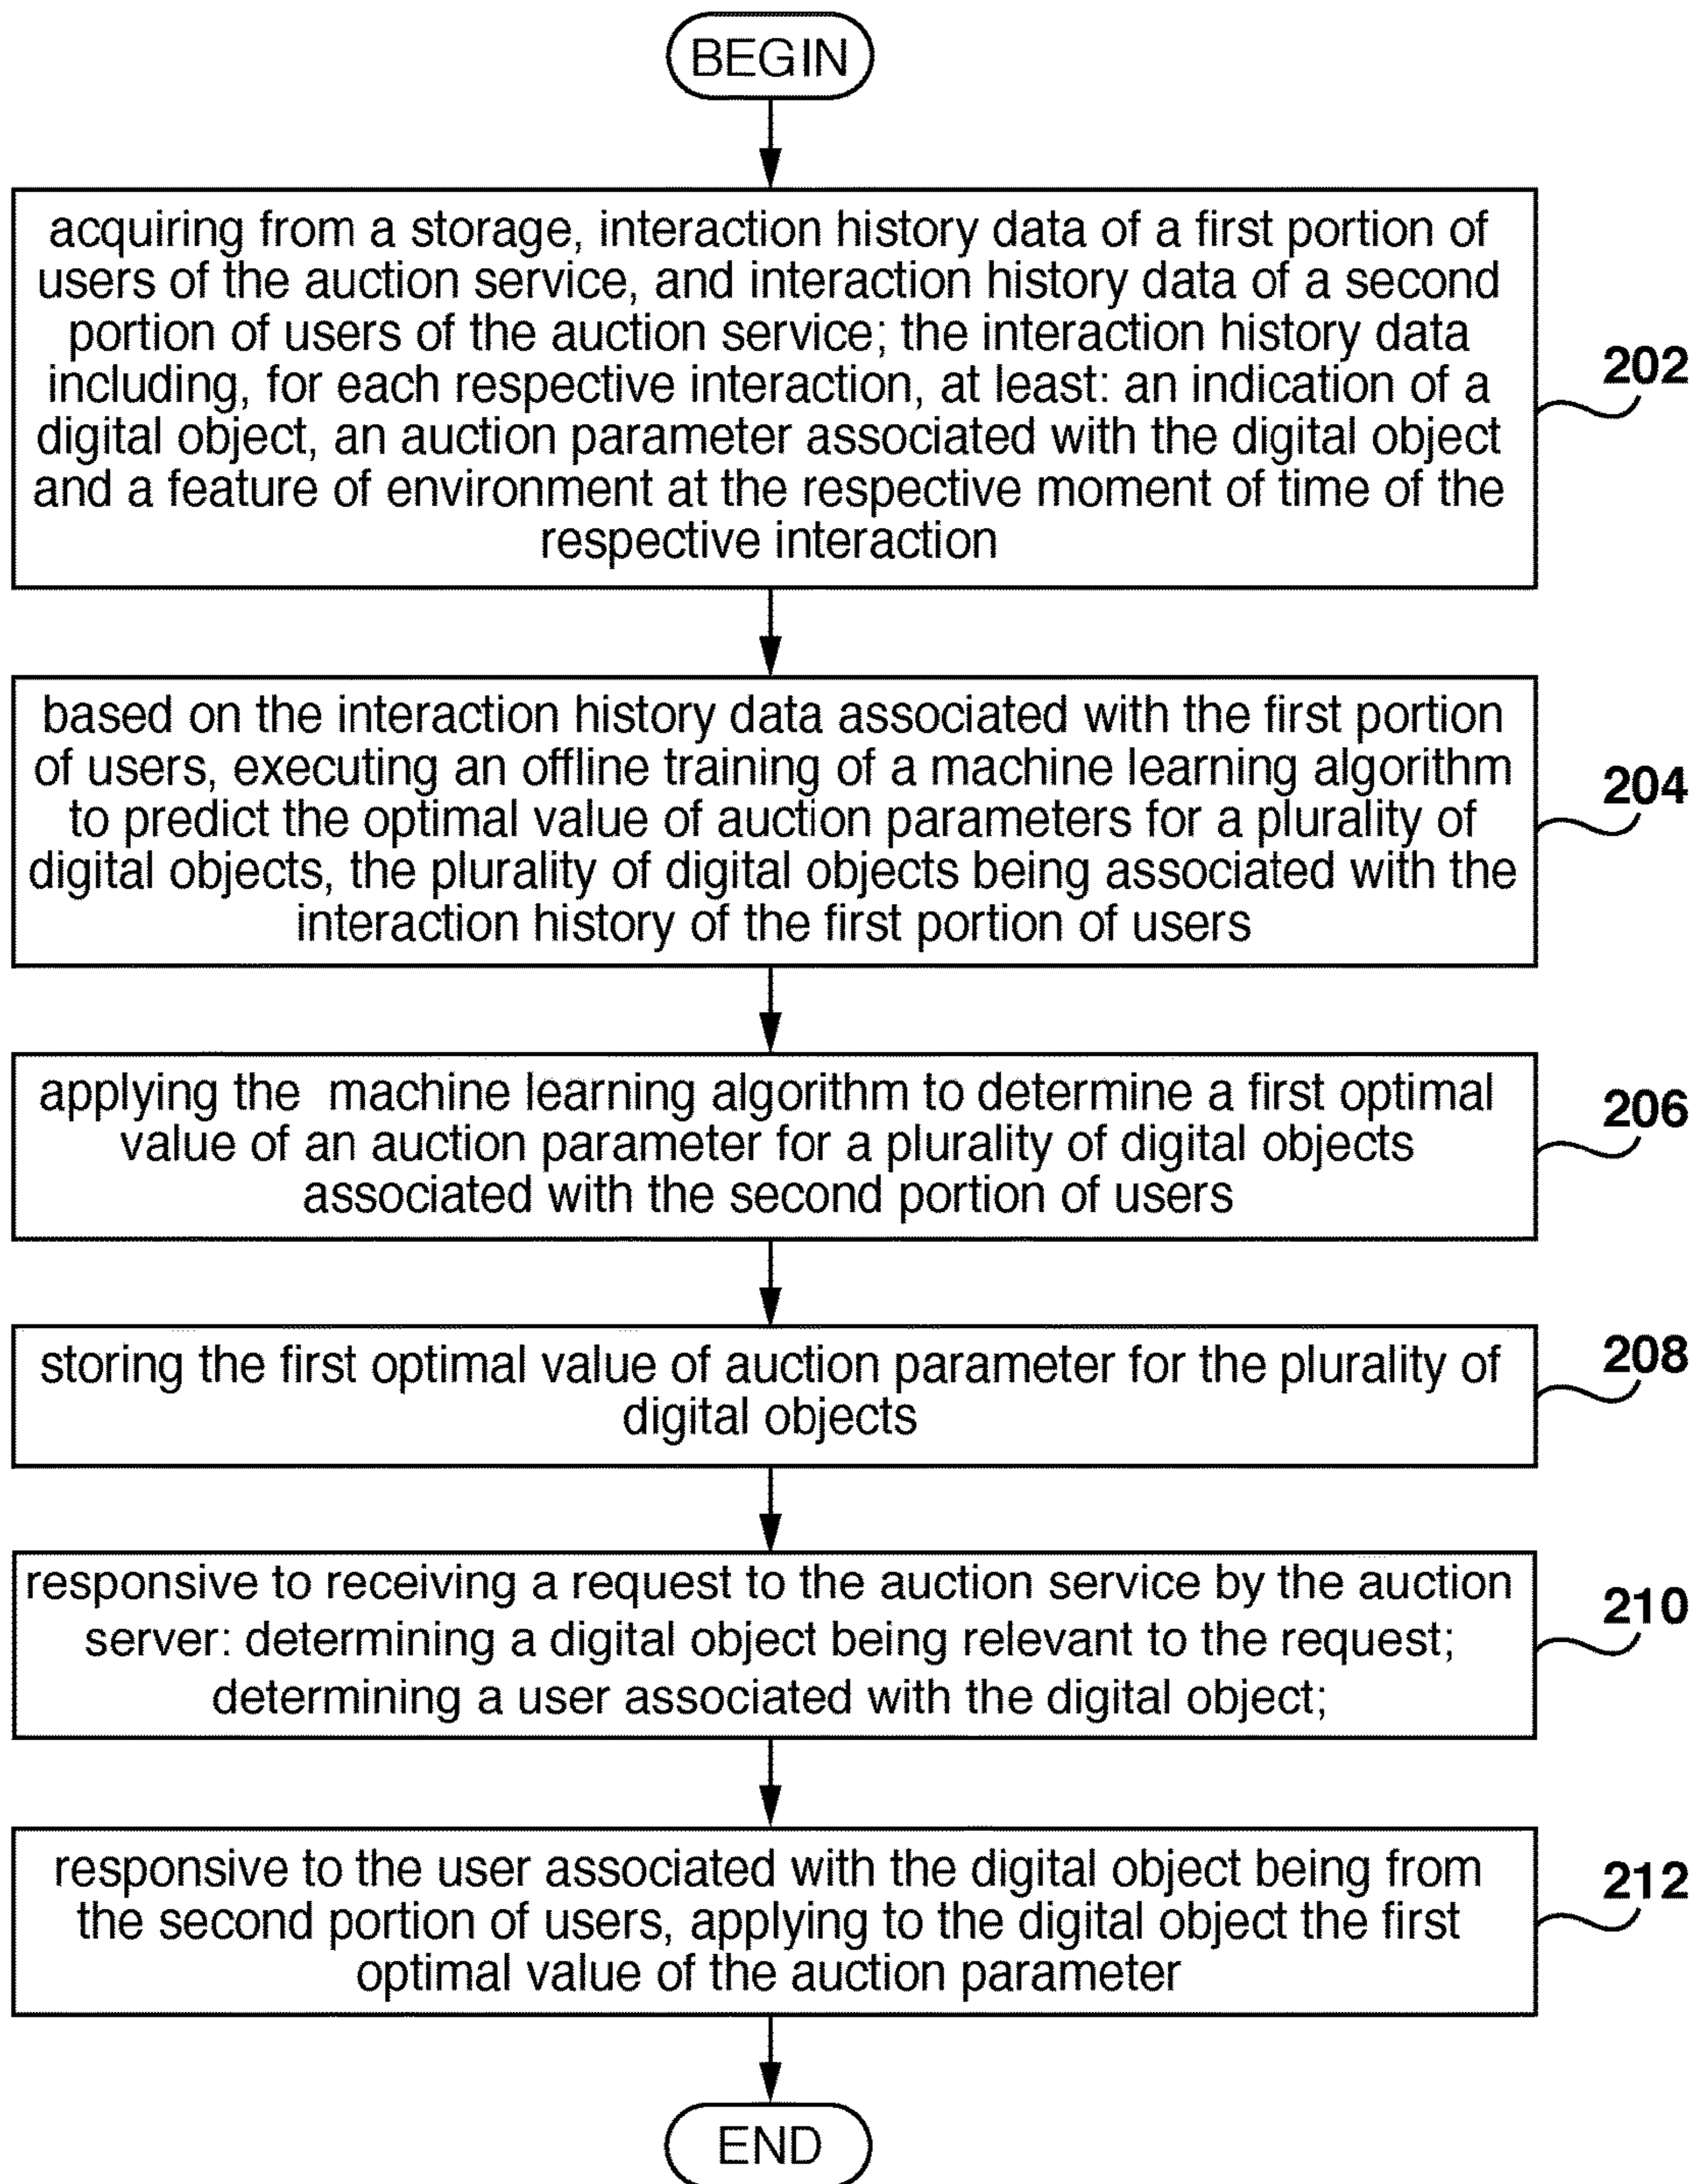 BEGIN
acquiring from a storage, interaction history data of a first portion of
users of the auction service, and interaction history data of a second
portion of users of the auction service; the interaction history data
including, for each respective interaction, at least: an indication of a
digital object, an auction parameter associated with the digital object
and a feature of environment at the respective moment of time of the
respective interaction
202
based on the interaction history data associated with the first portion
of users, executing an offline training of a machine learning algorithm
to predict the optimal value of auction parameters for a plurality of
digital objects, the plurality of digital objects being associated with the
interaction history of the first portion of users
204
applying the machine learning algorithm to determine a first optimal
value of an auction parameter for a plurality of digital objects
associated with the second portion of users
206
storing the first optimal value of auction parameter for the plurality of
digital objects
208
responsive to receiving a request to the auction service by the auction
server: determining a digital object being relevant to the request;
determining a user associated with the digital object;
210
responsive to the user associated with the digital object being from
the second portion of users, applying to the digital object the first
optimal value of the auction parameter
212
END